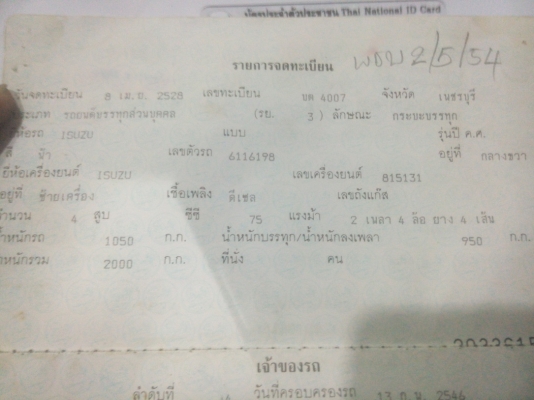 บัตรประจำตัวประชาชน Thai National ID Card
รายการจดทะเบียน 2/5/54
วันจดทะเบียน 8 เม.ย. 2528 เลขทะเบียน 4007 จังหวัด เพชรบุรี
ประเภท รถยนต์บรรทุกส่วนบุคคล (รย. 3) ลักษณะ กระบะบรรทุก
ยี่ห้อรถ ISUZU แบบ รุ่นปี ค.ศ.
สี ฟ้า เลขตัวรถ 6116198 อยู่ที่ กลางขวา
ยี่ห้อเครื่องยนต์ ISUZU เลขเครื่องยนต์ 815131
อยู่ที่ ซ้ายเครื่อง เชื้อเพลิง ดีเซล เลขถังแก๊ส
จำนวน 4 สูบ ซีซี 75 แรงม้า 2 เพลา 4 ล้อ ยาง 4 เส้น
น้ำหนักรถ 1050 ก.ก. น้ำหนักบรรทุก/น้ำหนักลงเพลา 950 ก.ก.
น้ำหนักรวม 2000 ก.ก. ที่นั่ง คน
เจ้าของรถ
ลำดับที่ วันที่ครอบครองรถ 13 ก.พ. 2546